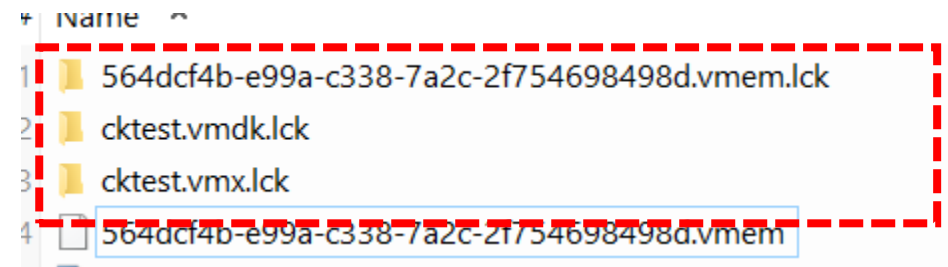 # Name ^
1 564dcf4b-e99a-c338-7a2c-2f754698498d.vmem.lck
2 cktest.vmdk.lck
3 cktest.vmx.lck
4 564dcf4b-e99a-c338-7a2c-2f754698498d.vmem